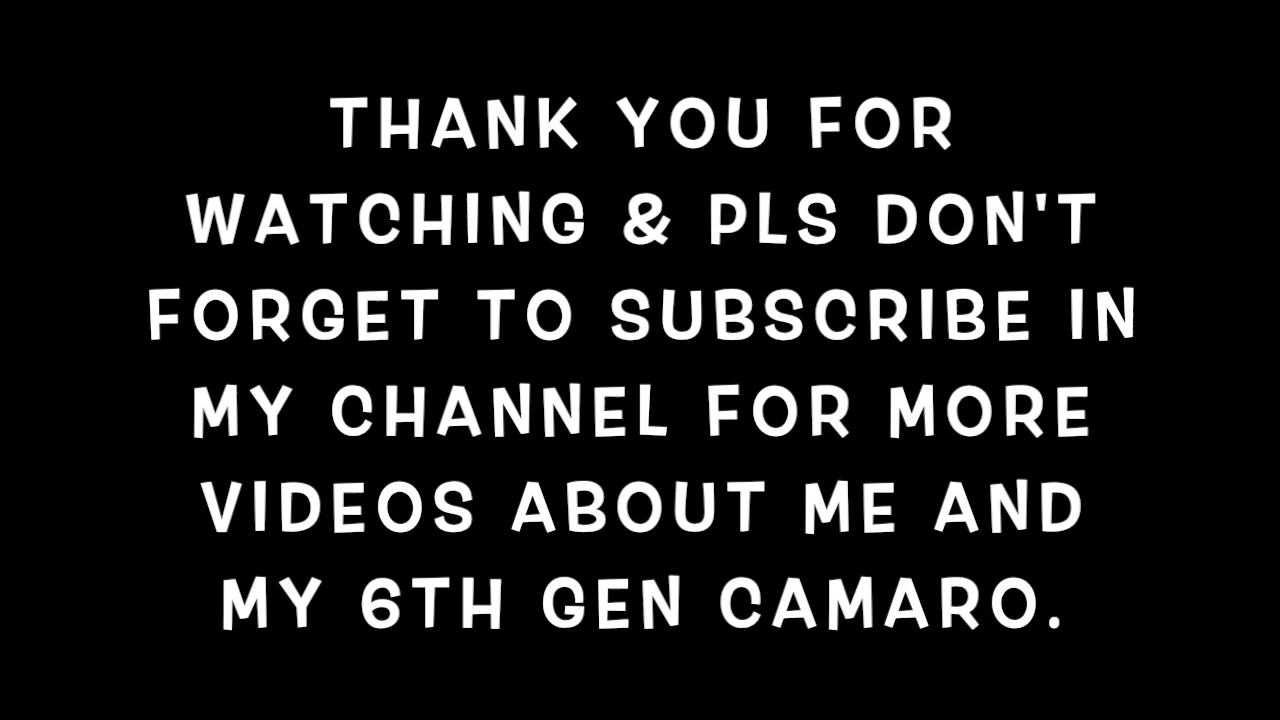 THANK YOU FOR
WATCHING & PLS DON'T
FORGET TO SUBSCRIBE IN
MY CHANNEL FOR MORE
VIDEOS ABOUT ME AND
MY 6TH GEN CAMARO.